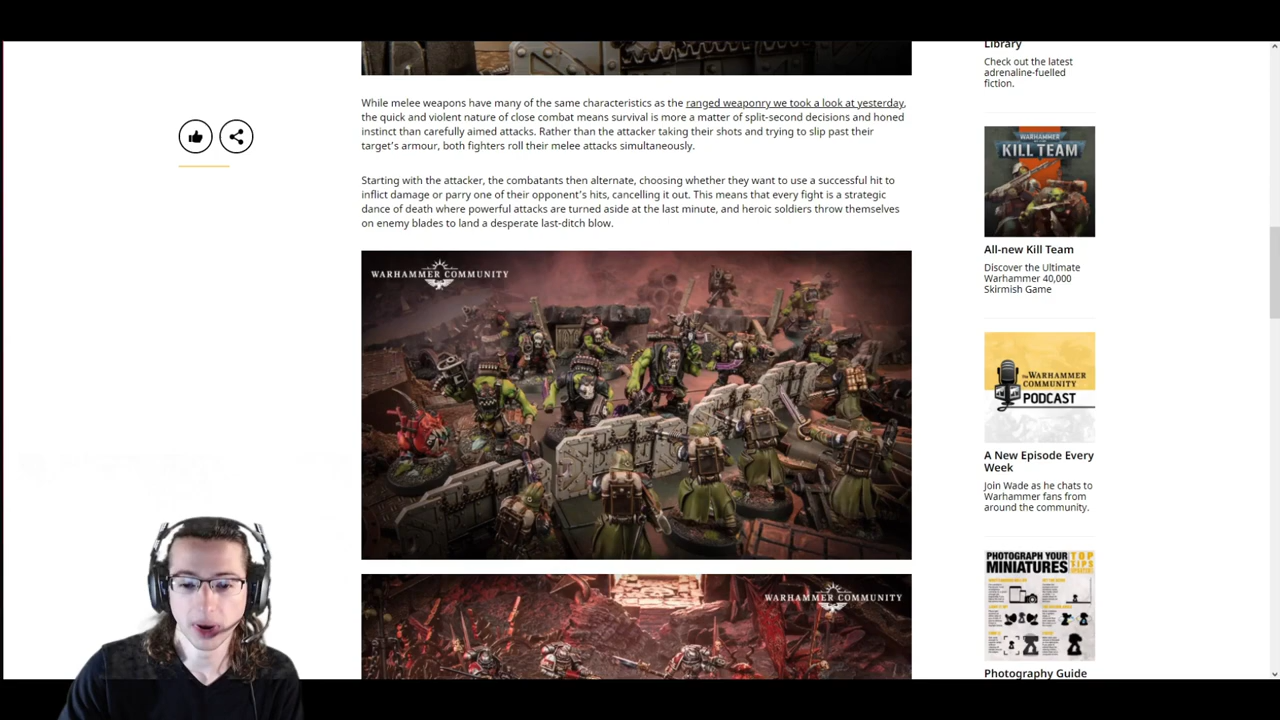 While melee weapons have many of the same characteristics as the ranged weaponry we took a look at yesterday,
the quick and violent nature of close combat means survival is more a matter of split-second decisions and honed
instinct than carefully aimed attacks. Rather than the attacker taking their shots and trying to slip past their
target's armour, both fighters roll their melee attacks simultaneously.
Starting with the attacker, the combatants then alternate, choosing whether they want to use a successful hit to
inflict damage or parry one of their opponent's hits, cancelling it out. This means that every fight is a strategic
dance of death where powerful attacks are turned aside at the last minute, and heroic soldiers throw themselves
on enemy blades to land a desperate last-ditch blow.
WARHAMMER COMMUNITY
WARHAMMER COMMUNITY
Library
Check out the latest
adrenaline-fuelled
fiction.
WARHAMMER
KILL TEAM
All-new Kill Team
Discover the Ultimate
Warhammer 40,000
Skirmish Game
The WARHAMMER
COMMUNITY
PODCAST
A New Episode Every
Week
Join Wade as he chats to
Warhammer fans from
around the community.
PHOTOGRAPH YOUR
MINIATURES
TOP
TIPS
Photography Guide